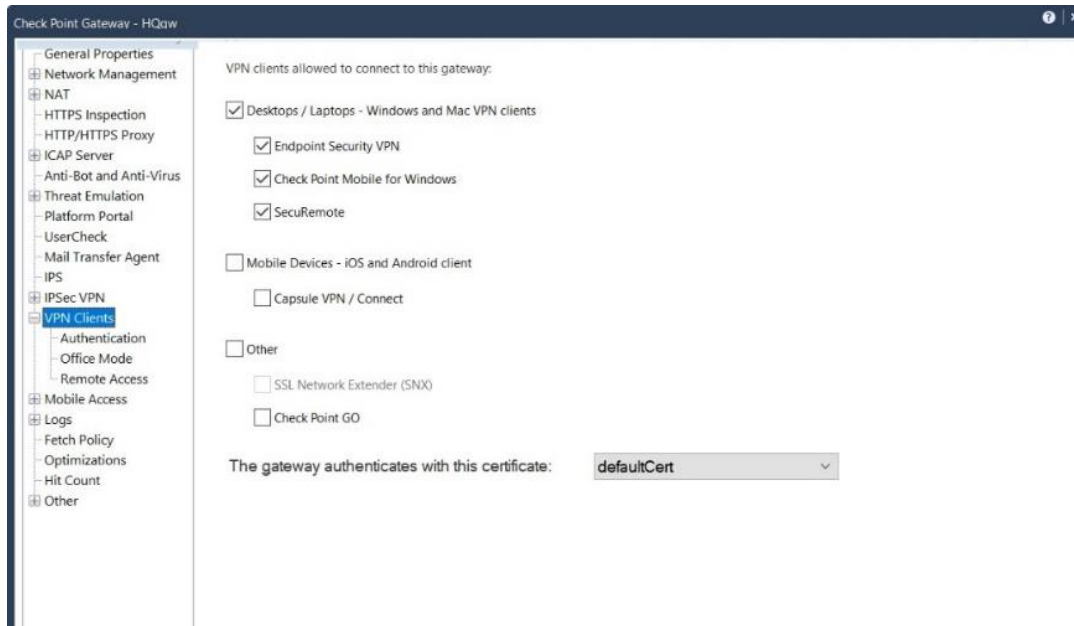 Check Point Gateway - HQgw
General Properties
Network Management
NAT
HTTPS Inspection
HTTP/HTTPS Proxy
ICAP Server
Anti-Bot and Anti-Virus
Threat Emulation
Platform Portal
UserCheck
Mail Transfer Agent
IPS
IPSec VPN
VPN Clients
Authentication
Office Mode
Remote Access
Mobile Access
Logs
Fetch Policy
Optimizations
Hit Count
Other
VPN clients allowed to connect to this gateway:
Desktops / Laptops - Windows and Mac VPN clients
Endpoint Security VPN
Check Point Mobile for Windows
SecuRemote
Mobile Devices - iOS and Android client
Capsule VPN / Connect
Other
SSL Network Extender (SNX)
Check Point GO
The gateway authenticates with this certificate: defaultCert